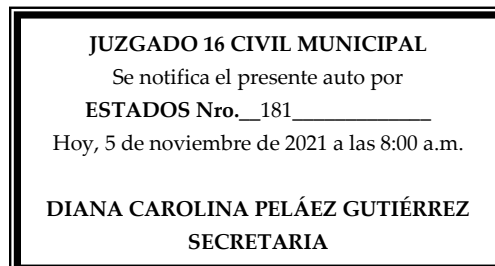 JUZGADO 16 CIVIL MUNICIPAL
Se notifica el presente auto por
ESTADOS Nro.__181______________
Hoy, 5 de noviembre de 2021 a las 8:00 a.m.
DIANA CAROLINA PELÁEZ GUTIÉRREZ
SECRETARIA